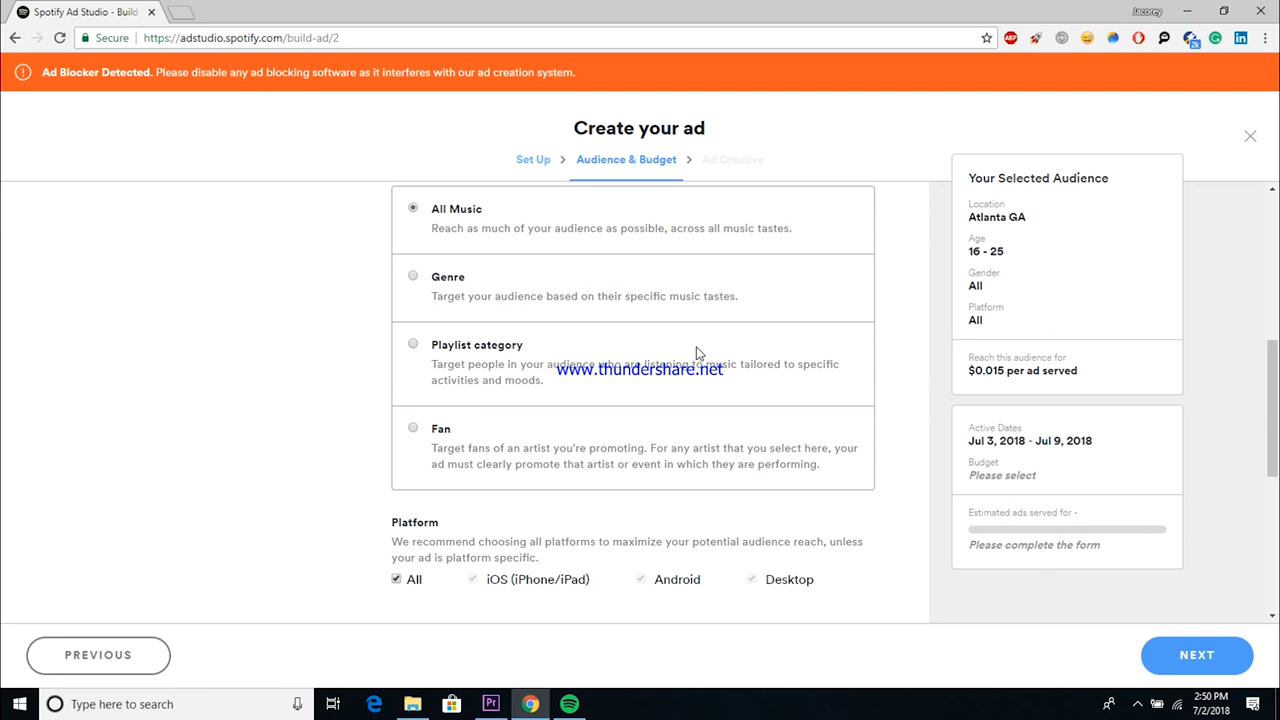 Spotify Ad Studio - Build
Jacorey
Secure
https://adstudio.spotify.com/build-ad/2
ABP
2k
Ad Blocker Detected. Please disable any ad blocking software as it interferes with our ad creation system.
Create your ad
Set Up > Audience & Budget > Ad Creative
All Music
Reach as much of your audience as possible, across all music tastes.
Genre
Target your audience based on their specific music tastes.
Playlist category
Target people in your audience who are listening to music tailored to specific
activities and moods.
www.thundershare.net
Fan
Target fans of an artist you're promoting. For any artist that you select here, your
ad must clearly promote that artist or event in which they are performing.
Platform
We recommend choosing all platforms to maximize your potential audience reach, unless
your ad is platform specific.
All
iOS (iPhone/iPad)
Android
Desktop
Your Selected Audience
Location
Atlanta GA
Age
16 - 25
Gender
All
Platform
All
Reach this audience for
$0.015 per ad served
Active Dates
Jul 3, 2018 - Jul 9, 2018
Budget
Please select
Estimated ads served for -
Please complete the form
PREVIOUS
NEXT
Type here to search
Pr
2:50 PM
7/2/2018